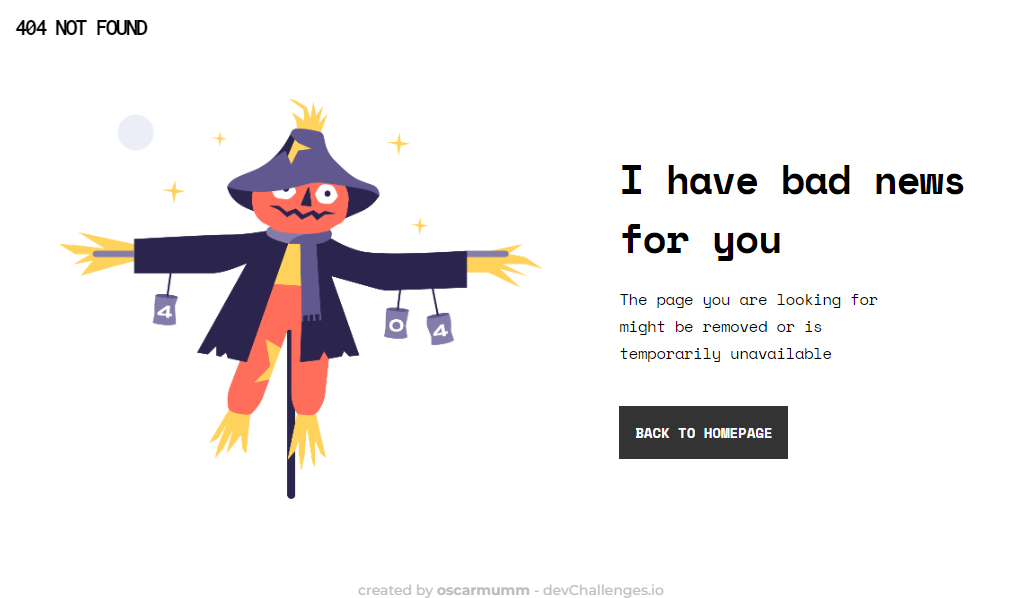 404 NOT FOUND
I have bad news
for you
The page you are looking for
might be removed or is
temporarily unavailable
4
0
4
BACK TO HOMEPAGE
created by oscarmumm - devChallenges.io